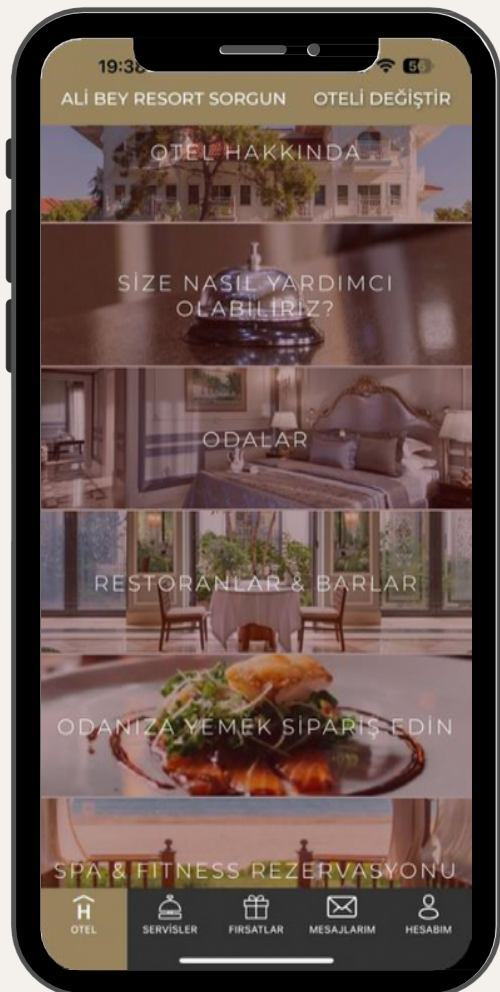 19:38
56
ALİ BEY RESORT SORGUN OTELİ DEĞİŞTİR
OTEL HAKKINDA
SİZE NASIL YARDIMCI
OLABİLİRİZ?
ODALAR
RESTORANLAR & BARLAR
ODANIZA YEMEK SİPARİŞ EDİN
SPA & FITNESS REZERVASYONU
OTEL SERVİSLER FIRSATLAR MESAJLARIM HESABIM